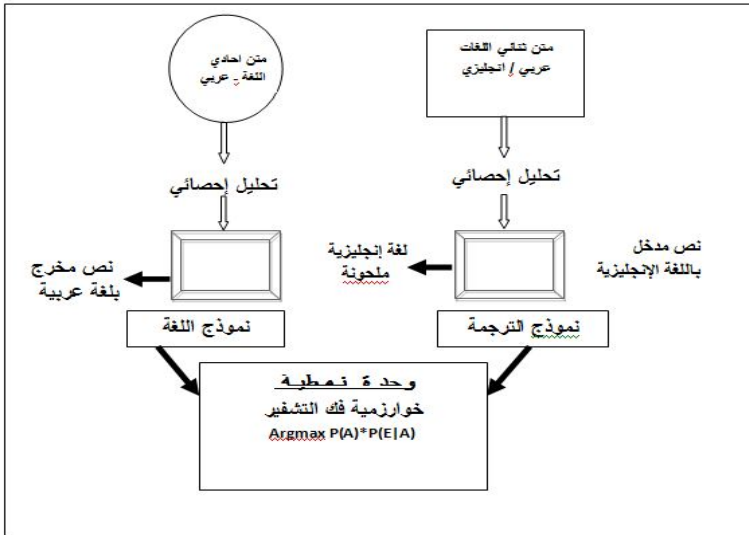 متن ثنائي اللغات
عربي / انجليزي
متن احادي
اللغة - عربي
تحليل إحصائي
تحليل إحصائي
نص مدخل
باللغة الإنجليزية
لغة إنجليزية
ملحونة
نص مخرج
بلغة عربية
نموذج الترجمة
نموذج اللغة
وحدة نمطية
خوارزمية فك التشفير
Argmax P(A)*P(E|A)